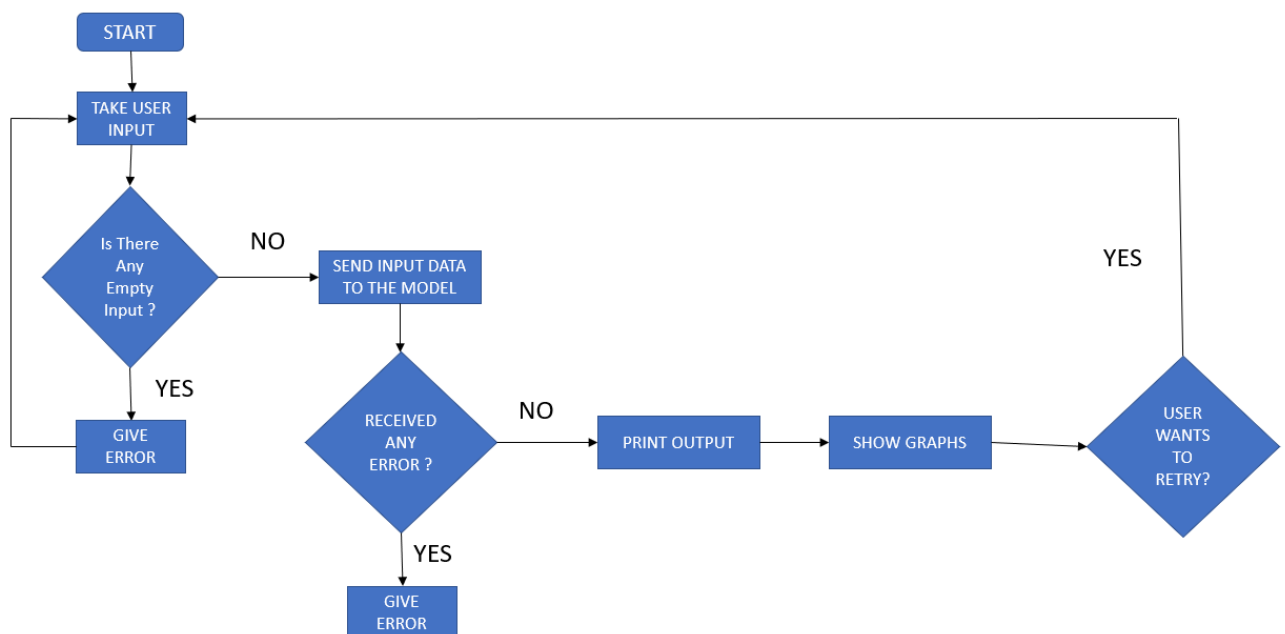 START
TAKE USER
INPUT
Is There
Any
Empty
Input ?
NO
SEND INPUT DATA
TO THE MODEL
YES
GIVE
ERROR
RECEIVED
ANY
ERROR ?
NO
PRINT OUTPUT
SHOW GRAPHS
USER
WANTS
TO
RETRY?
YES
YES
GIVE
ERROR